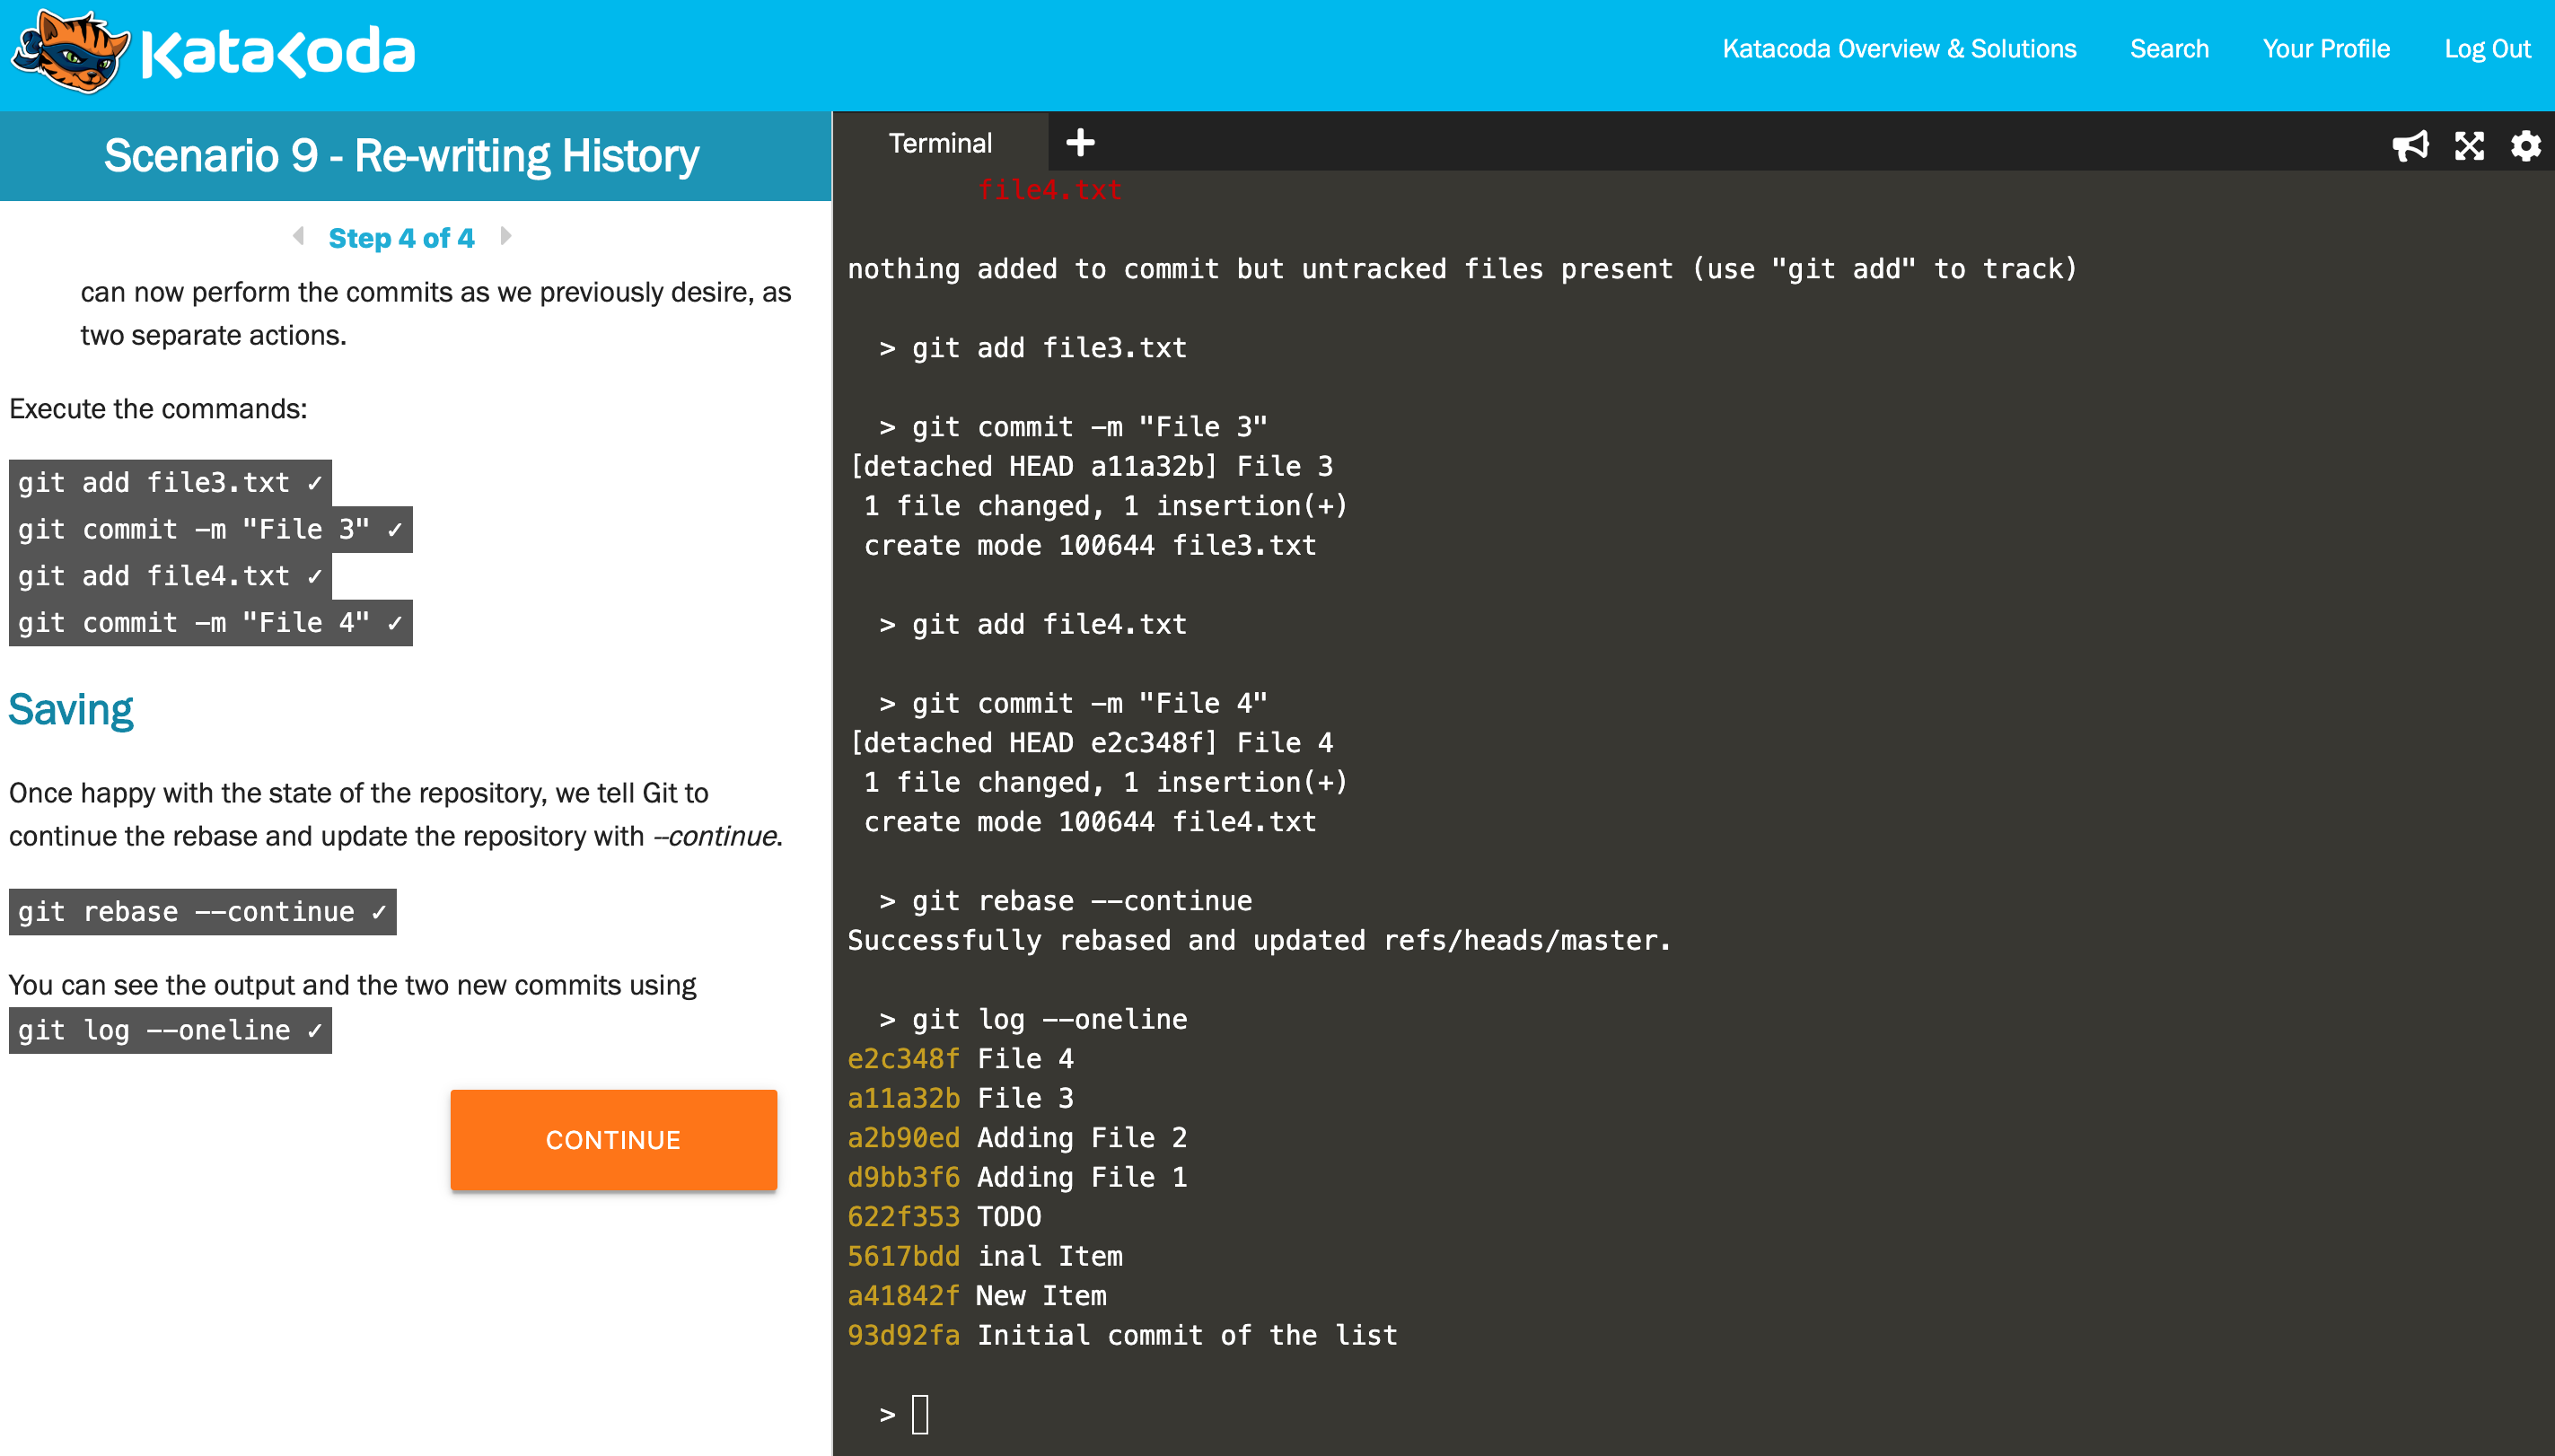 Katacoda
Katacoda Overview & Solutions Search Your Profile Log Out
Scenario 9 - Re-writing History
Step 4 of 4
can now perform the commits as we previously desire, as
two separate actions.
Execute the commands:
git add file3.txt ✓
git commit -m "File 3" ✓
git add file4.txt ✓
git commit -m "File 4" ✓
Saving
Once happy with the state of the repository, we tell Git to
continue the rebase and update the repository with --continue.
git rebase --continue ✓
You can see the output and the two new commits using
git log --oneline ✓
CONTINUE
Terminal +
file4.txt
nothing added to commit but untracked files present (use "git add" to track)
> git add file3.txt
> git commit -m "File 3"
[detached HEAD a11a32b] File 3
1 file changed, 1 insertion(+)
create mode 100644 file3.txt
> git add file4.txt
> git commit -m "File 4"
[detached HEAD e2c348f] File 4
1 file changed, 1 insertion(+)
create mode 100644 file4.txt
> git rebase --continue
Successfully rebased and updated refs/heads/master.
> git log --oneline
e2c348f File 4
a11a32b File 3
a2b90ed Adding File 2
d9bb3f6 Adding File 1
622f353 TODO
5617bdd inal Item
a41842f New Item
93d92fa Initial commit of the list
>